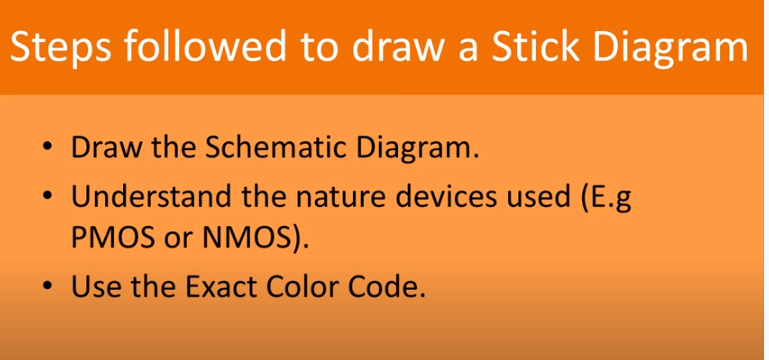 Steps followed to draw a Stick Diagram
• Draw the Schematic Diagram.
• Understand the nature devices used (E.g
PMOS or NMOS).
• Use the Exact Color Code.